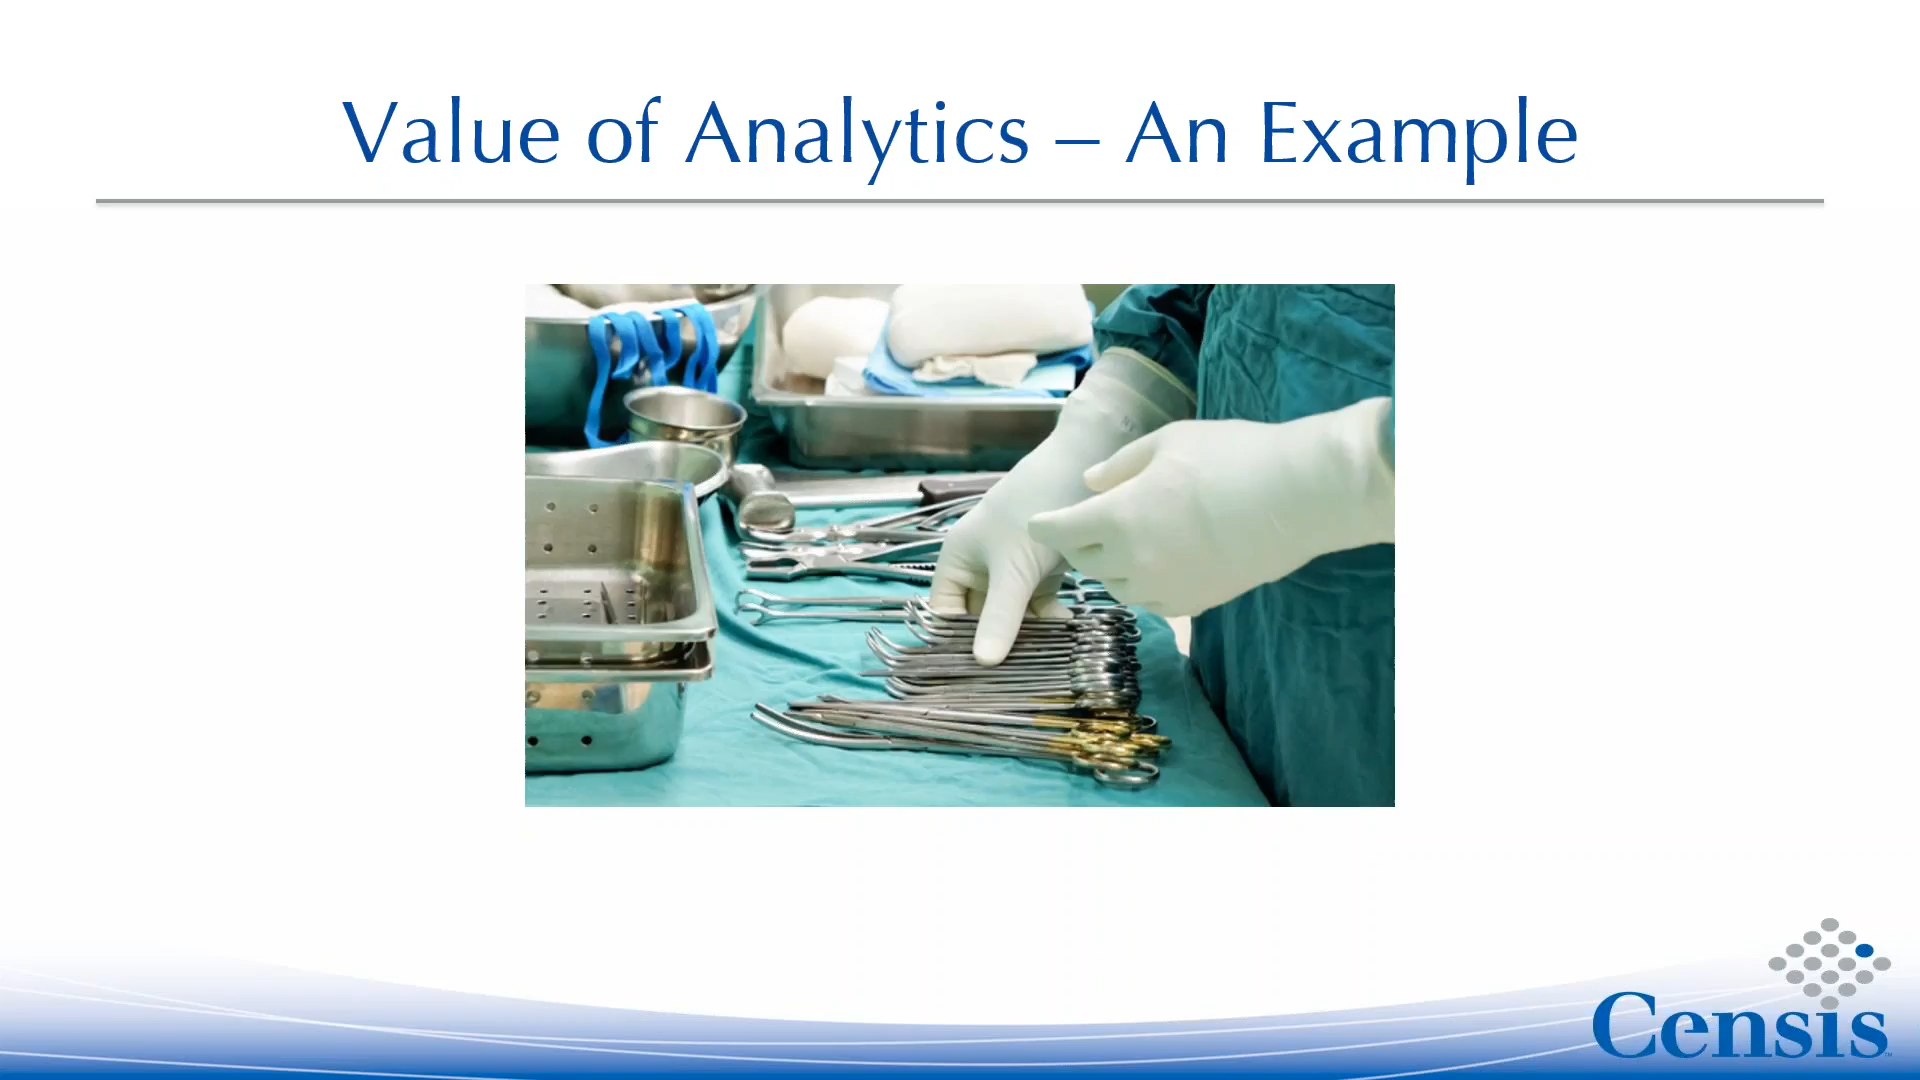 Value of Analytics – An Example
Censis